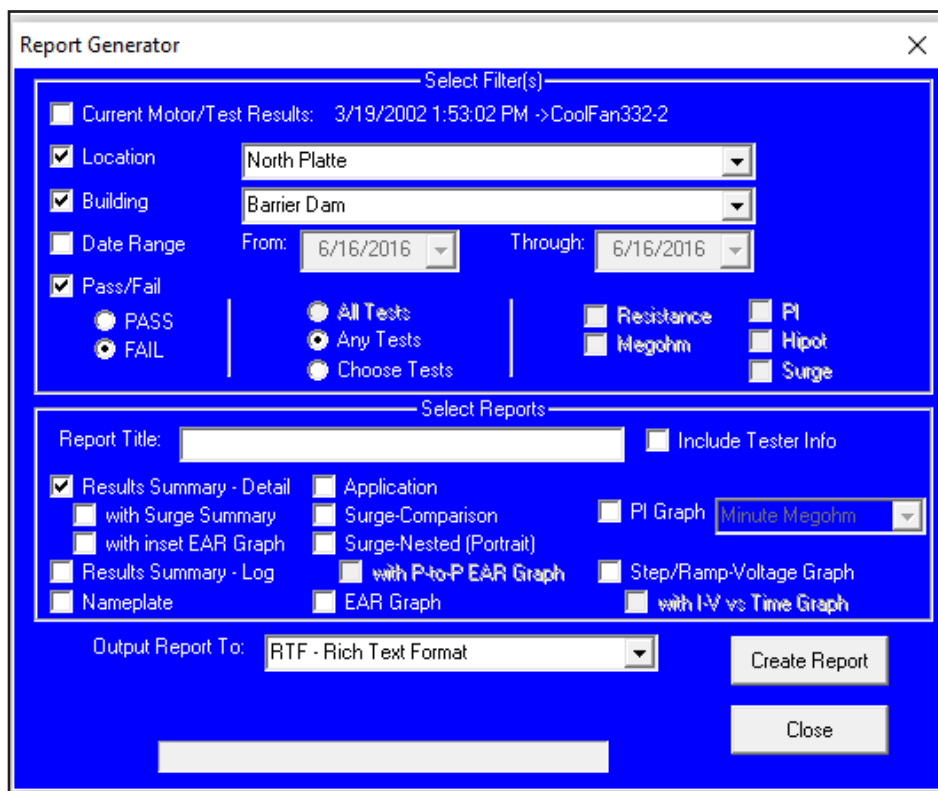 Report Generator
Select Filter(s)
Current Motor/Test Results: 3/19/2002 1:53:02 PM ->CoolFan332-2
Location North Platte
Building Barrier Dam
Date Range From: 6/16/2016 Through: 6/16/2016
Pass/Fail
PASS
FAIL
All Tests
Any Tests
Choose Tests
Resistance
Megohm
PI
Hipot
Surge
Select Reports
Report Title: Include Tester Info
Results Summary - Detail
with Surge Summary
with inset EAR Graph
Results Summary - Log
Nameplate
Application
Surge-Comparison
Surge-Nested (Portrait)
with P-to-P EAR Graph
EAR Graph
PI Graph Minute Megohm
Step/Ramp-Voltage Graph
with I-V vs Time Graph
Output Report To: RTF - Rich Text Format
Create Report
Close